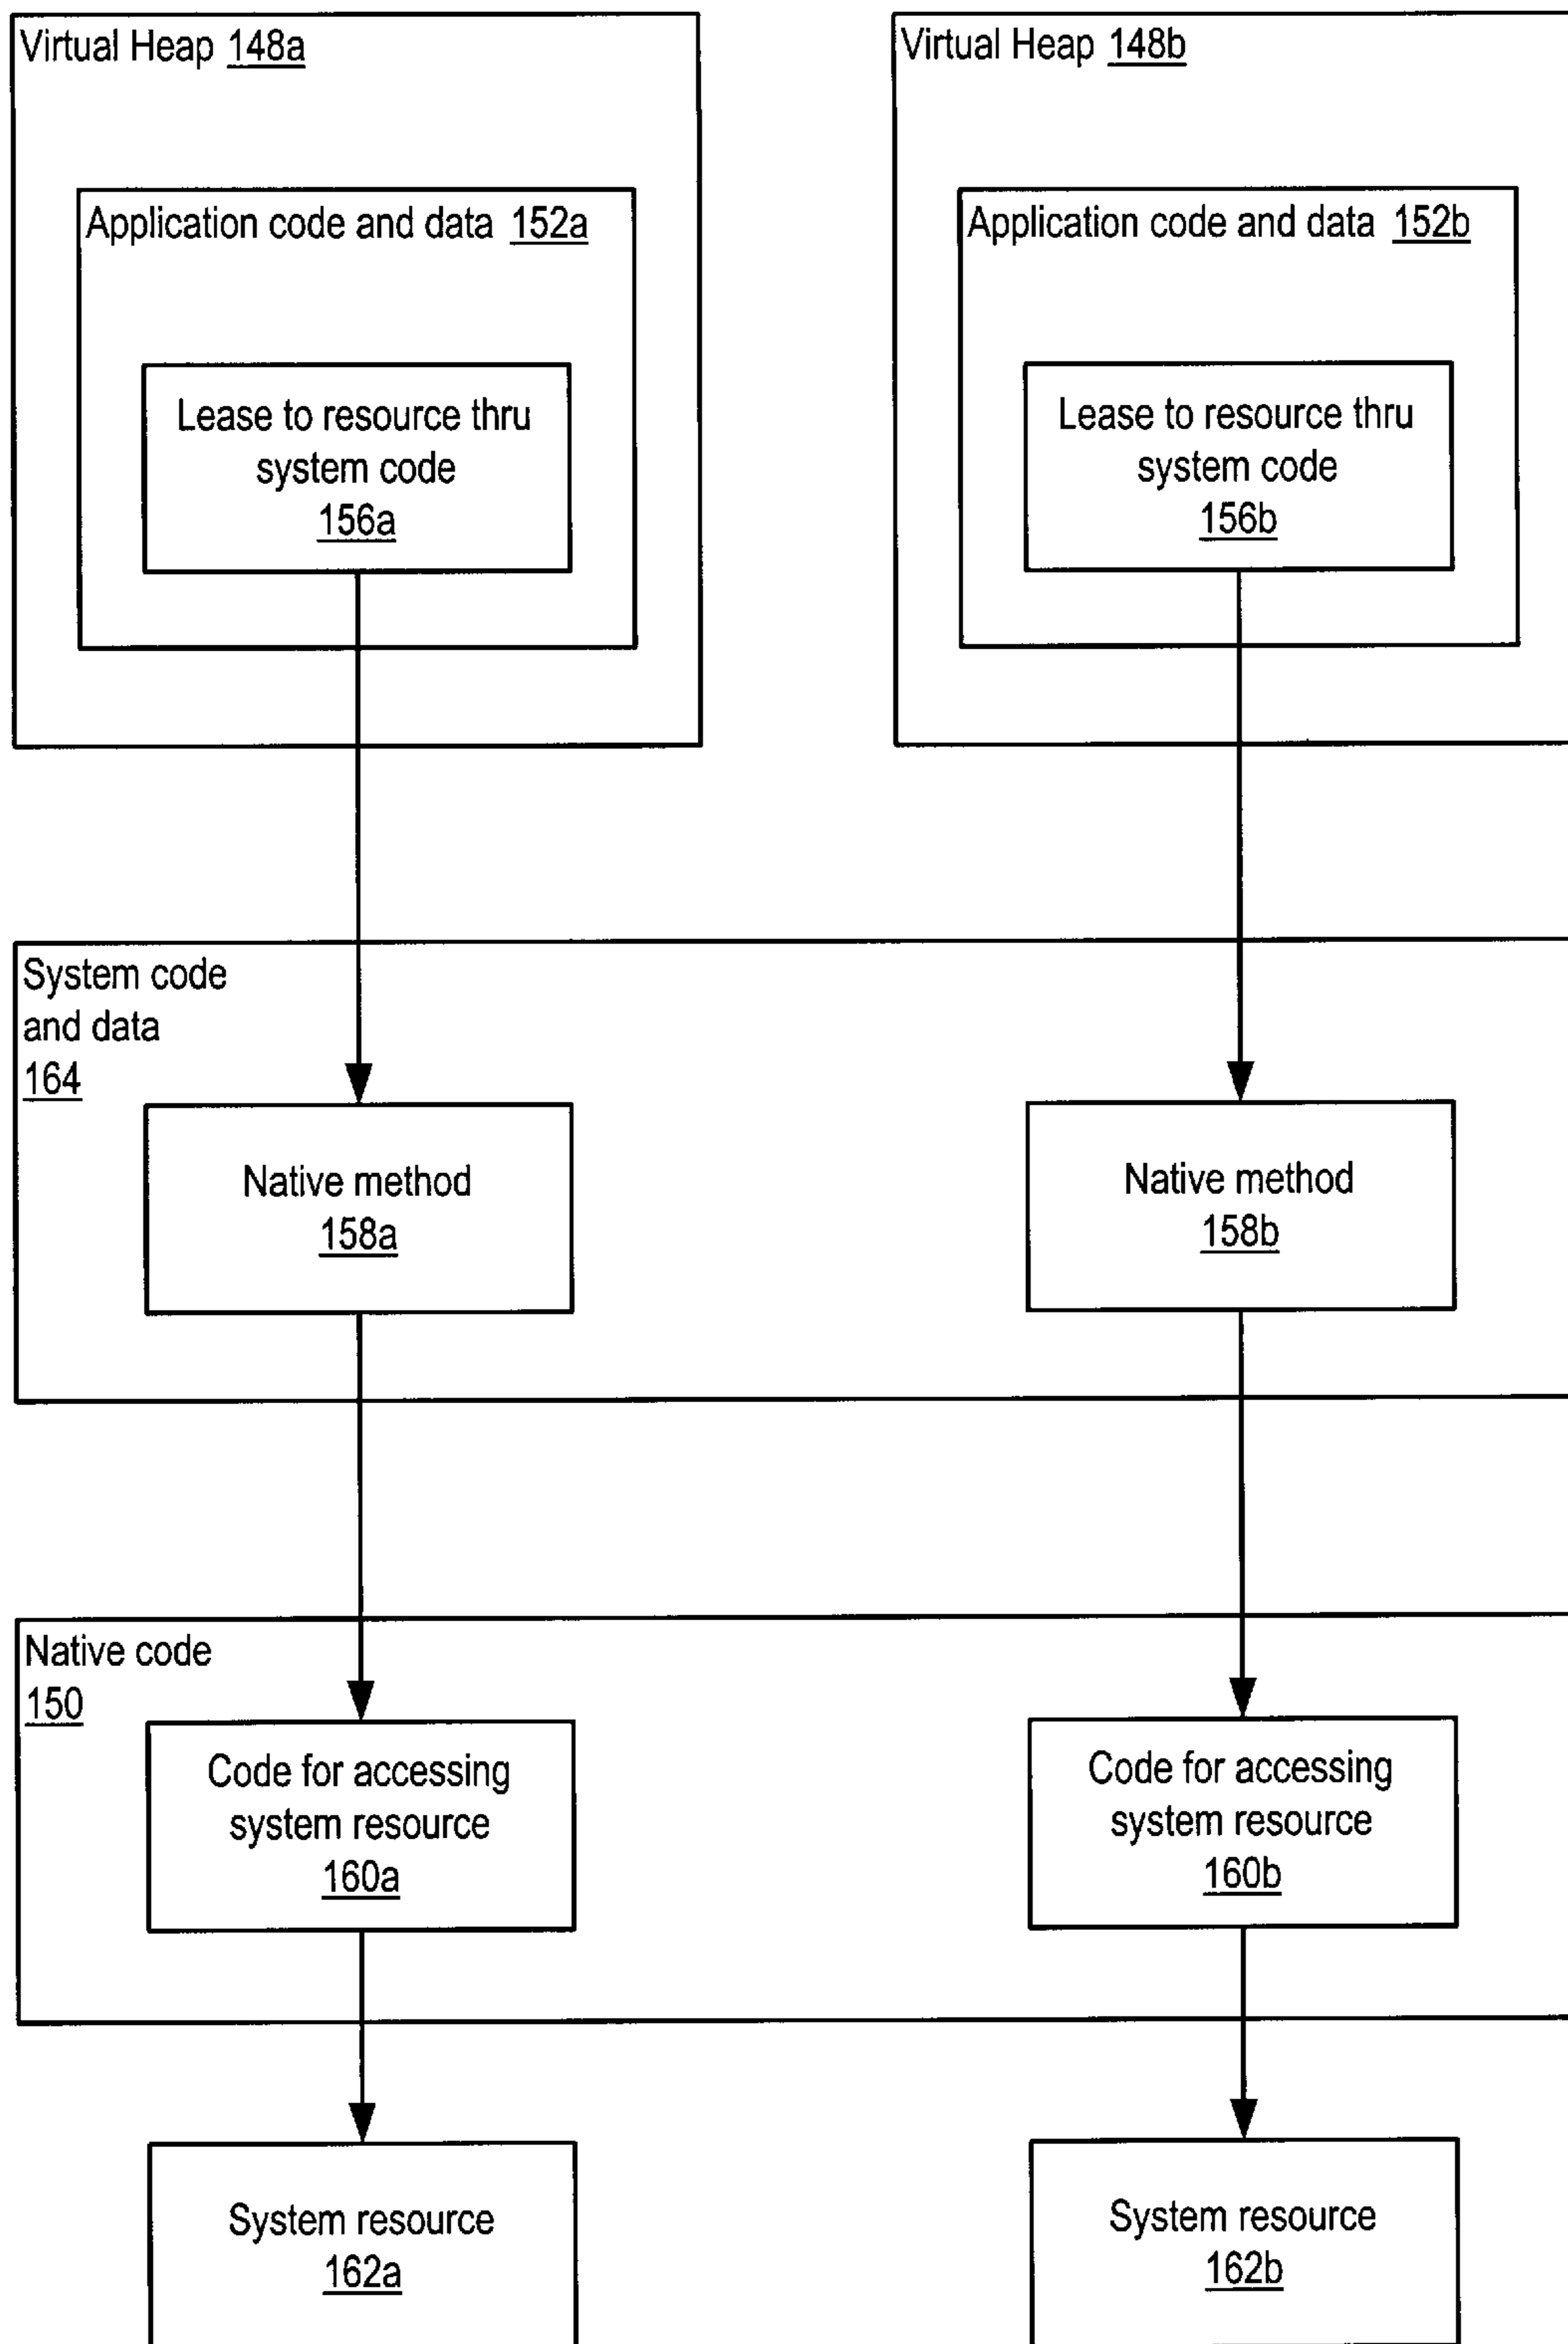 Virtual Heap 148a
Virtual Heap 148b
Application code and data 152a
Application code and data 152b
Lease to resource thru
system code
156a
Lease to resource thru
system code
156b
System code
and data
164
Native method
158a
Native method
158b
Native code
150
Code for accessing
system resource
160a
Code for accessing
system resource
160b
System resource
162a
System resource
162b